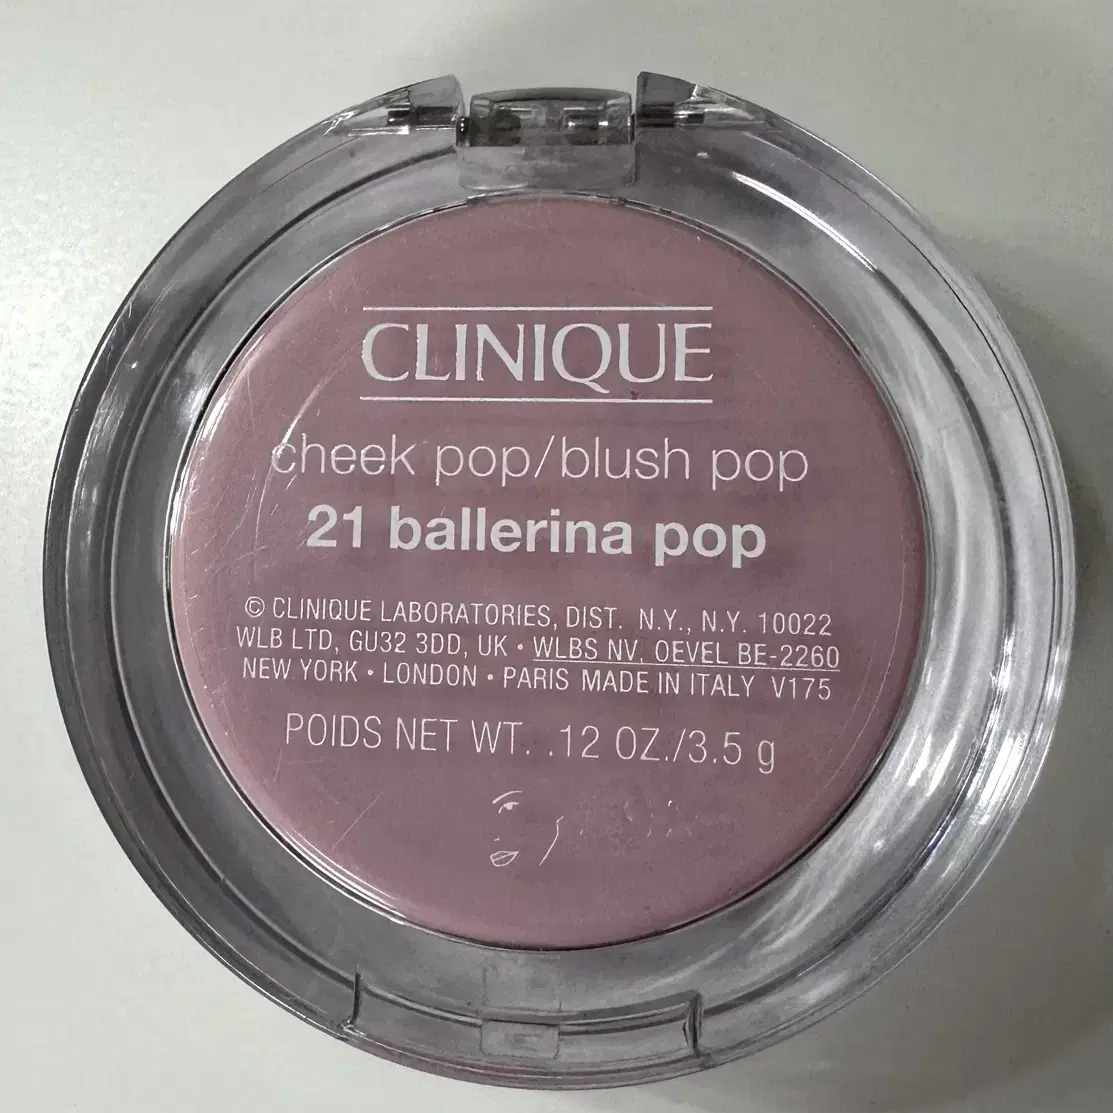 CLINIQUE
cheek pop/blush pop
21 ballerina pop
© CLINIQUE LABORATORIES, DIST. N.Y., N.Y. 10022
WLB LTD, GU32 3DD, UK • WLBS NV. OEVEL BE-2260
NEW YORK • LONDON • PARIS MADE IN ITALY V175
POIDS NET WT. .12 OZ./3.5 g